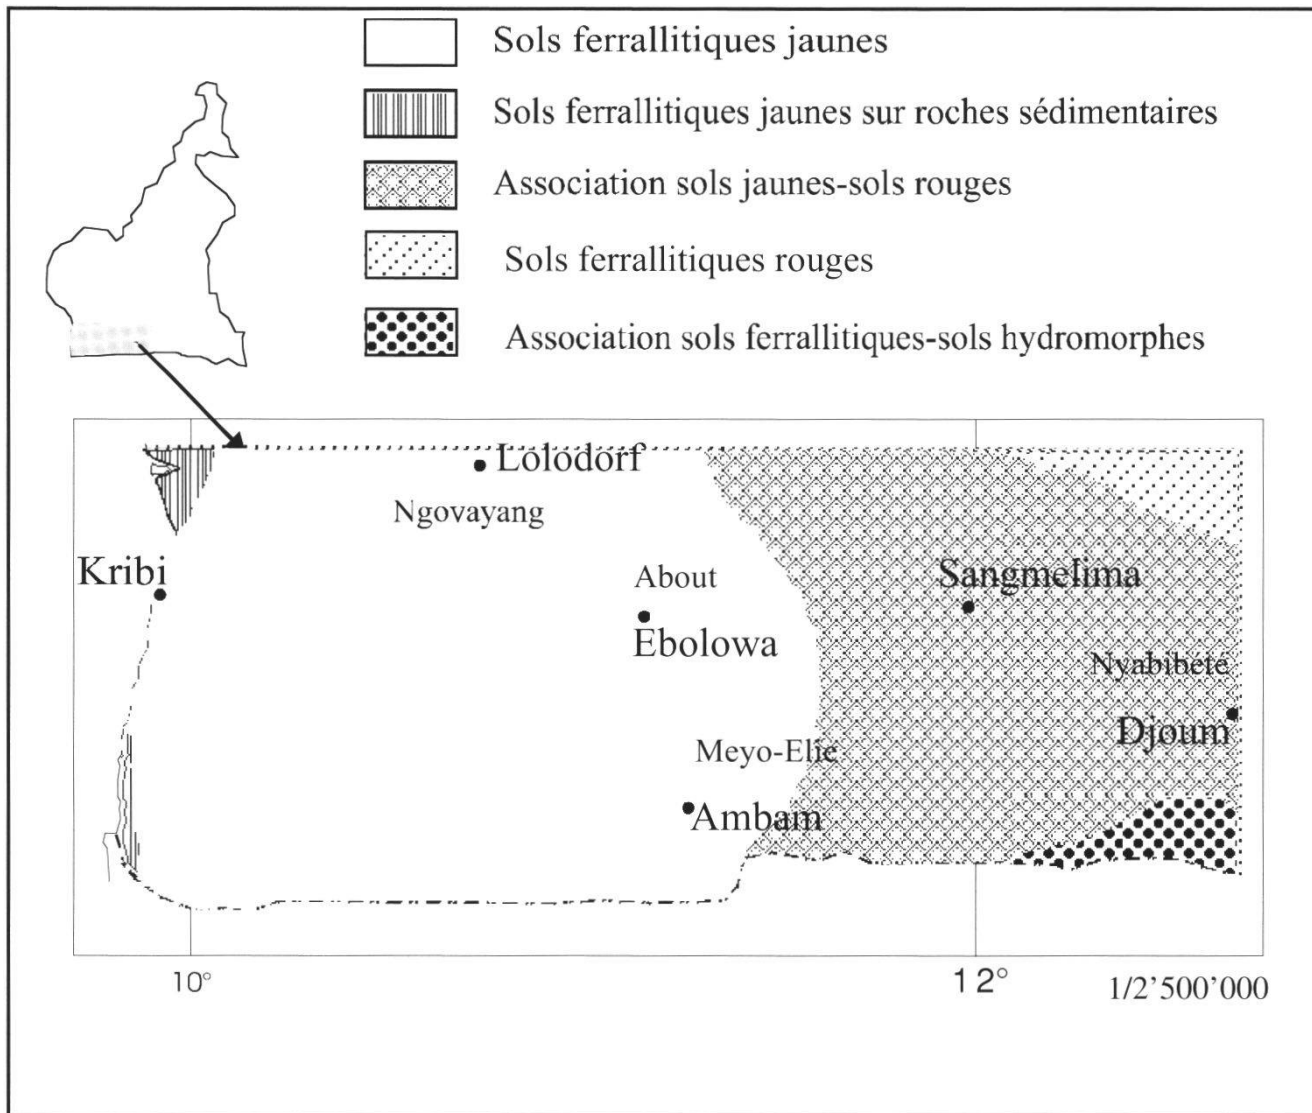 Sols ferrallitiques jaunes
Sols ferrallitiques jaunes sur roches sédimentaires
Association sols jaunes-sols rouges
Sols ferrallitiques rouges
Association sols ferrallitiques-sols hydromorphes
Lolodorf
Ngovayang
Kribi
About
Sangmelima
Ebolowa
Nyabibété
Djoum
Meyo-Elie
Ambam
10°
12°
1/2'500'000